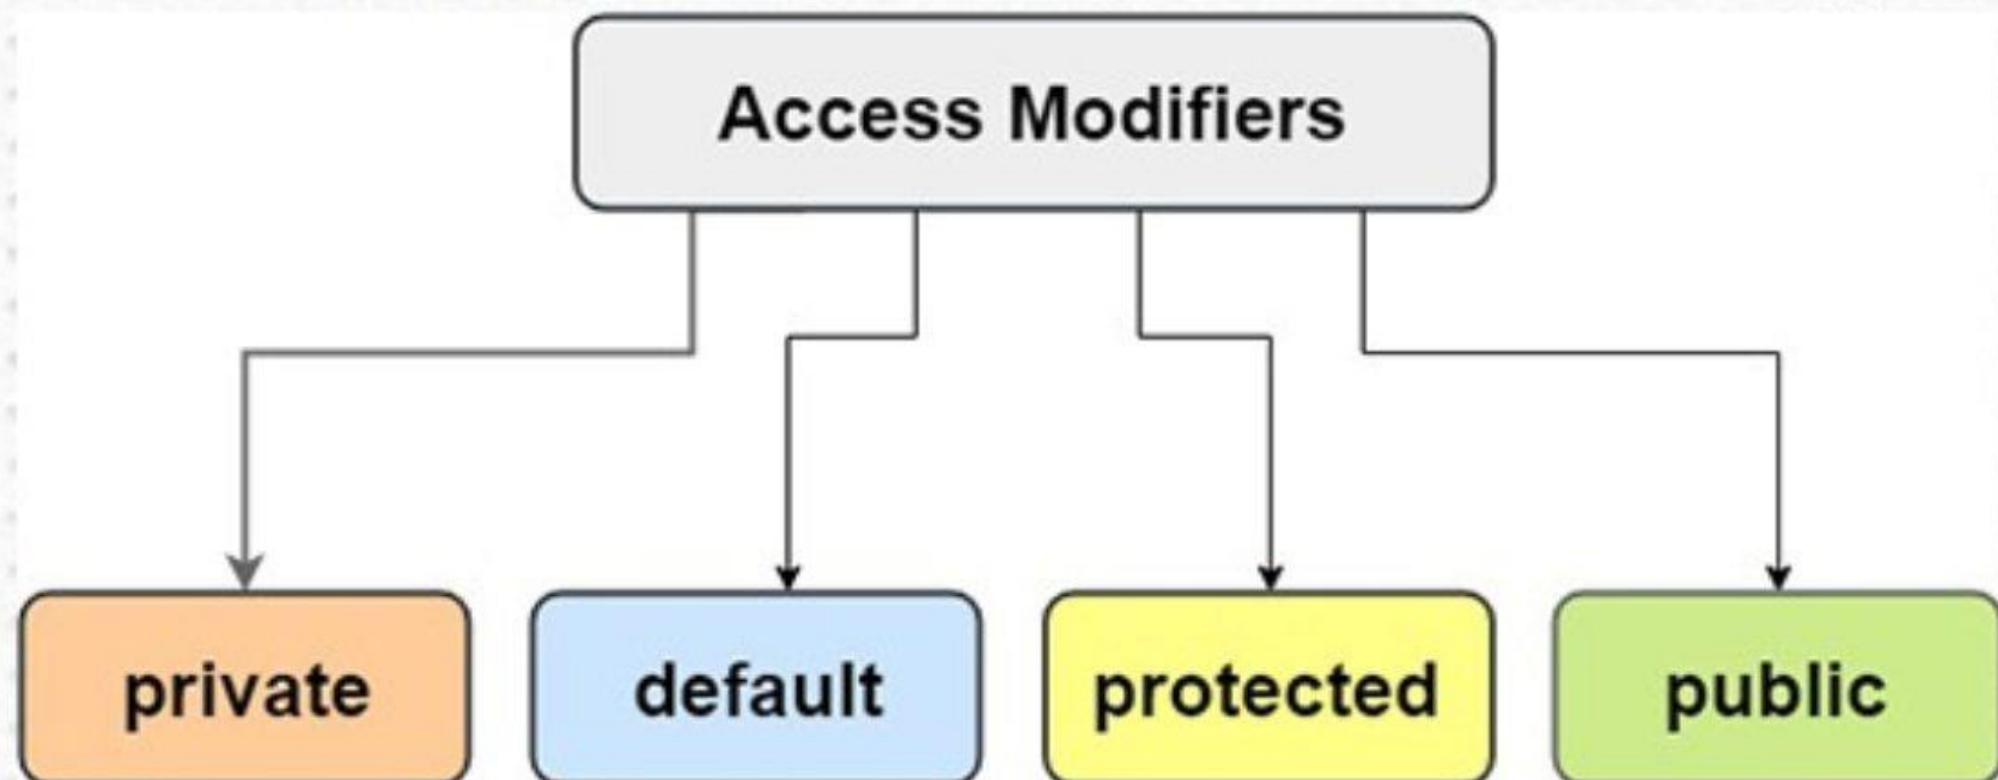 Access Modifiers
private
default
protected
public